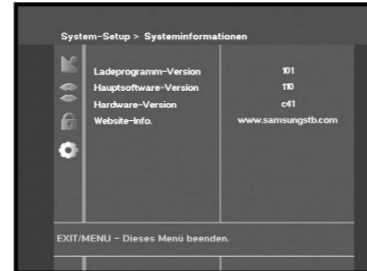 System-Setup > Systeminformationen
Ladeprogramm-Version 101
Hauptsoftware-Version 110
Hardware-Version c41
Website-Info. www.samsungstb.com
EXIT/MENU - Dieses Menü beenden.